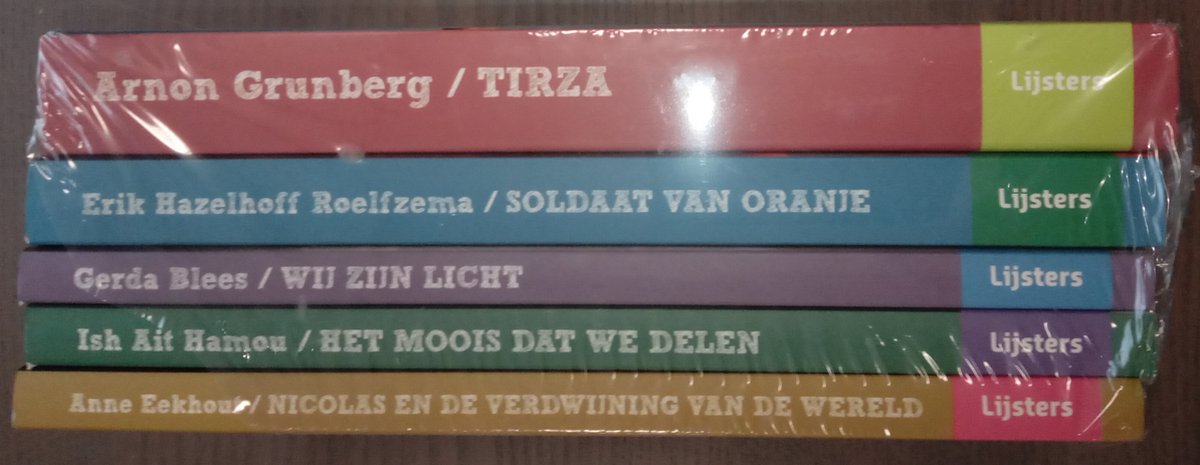 Arnon Grunberg / TIRZA Lijsters
Erik Hazelhoff Roelfzema / SOLDAAT VAN ORANJE Lijsters
Gerda Blees / WIJ ZIJN LICHT Lijsters
Ish Ait Hamou / HET MOOIS DAT WE DELEN Lijsters
Anne Eekhout / NICOLAS EN DE VERDWIJNING VAN DE WERELD Lijsters